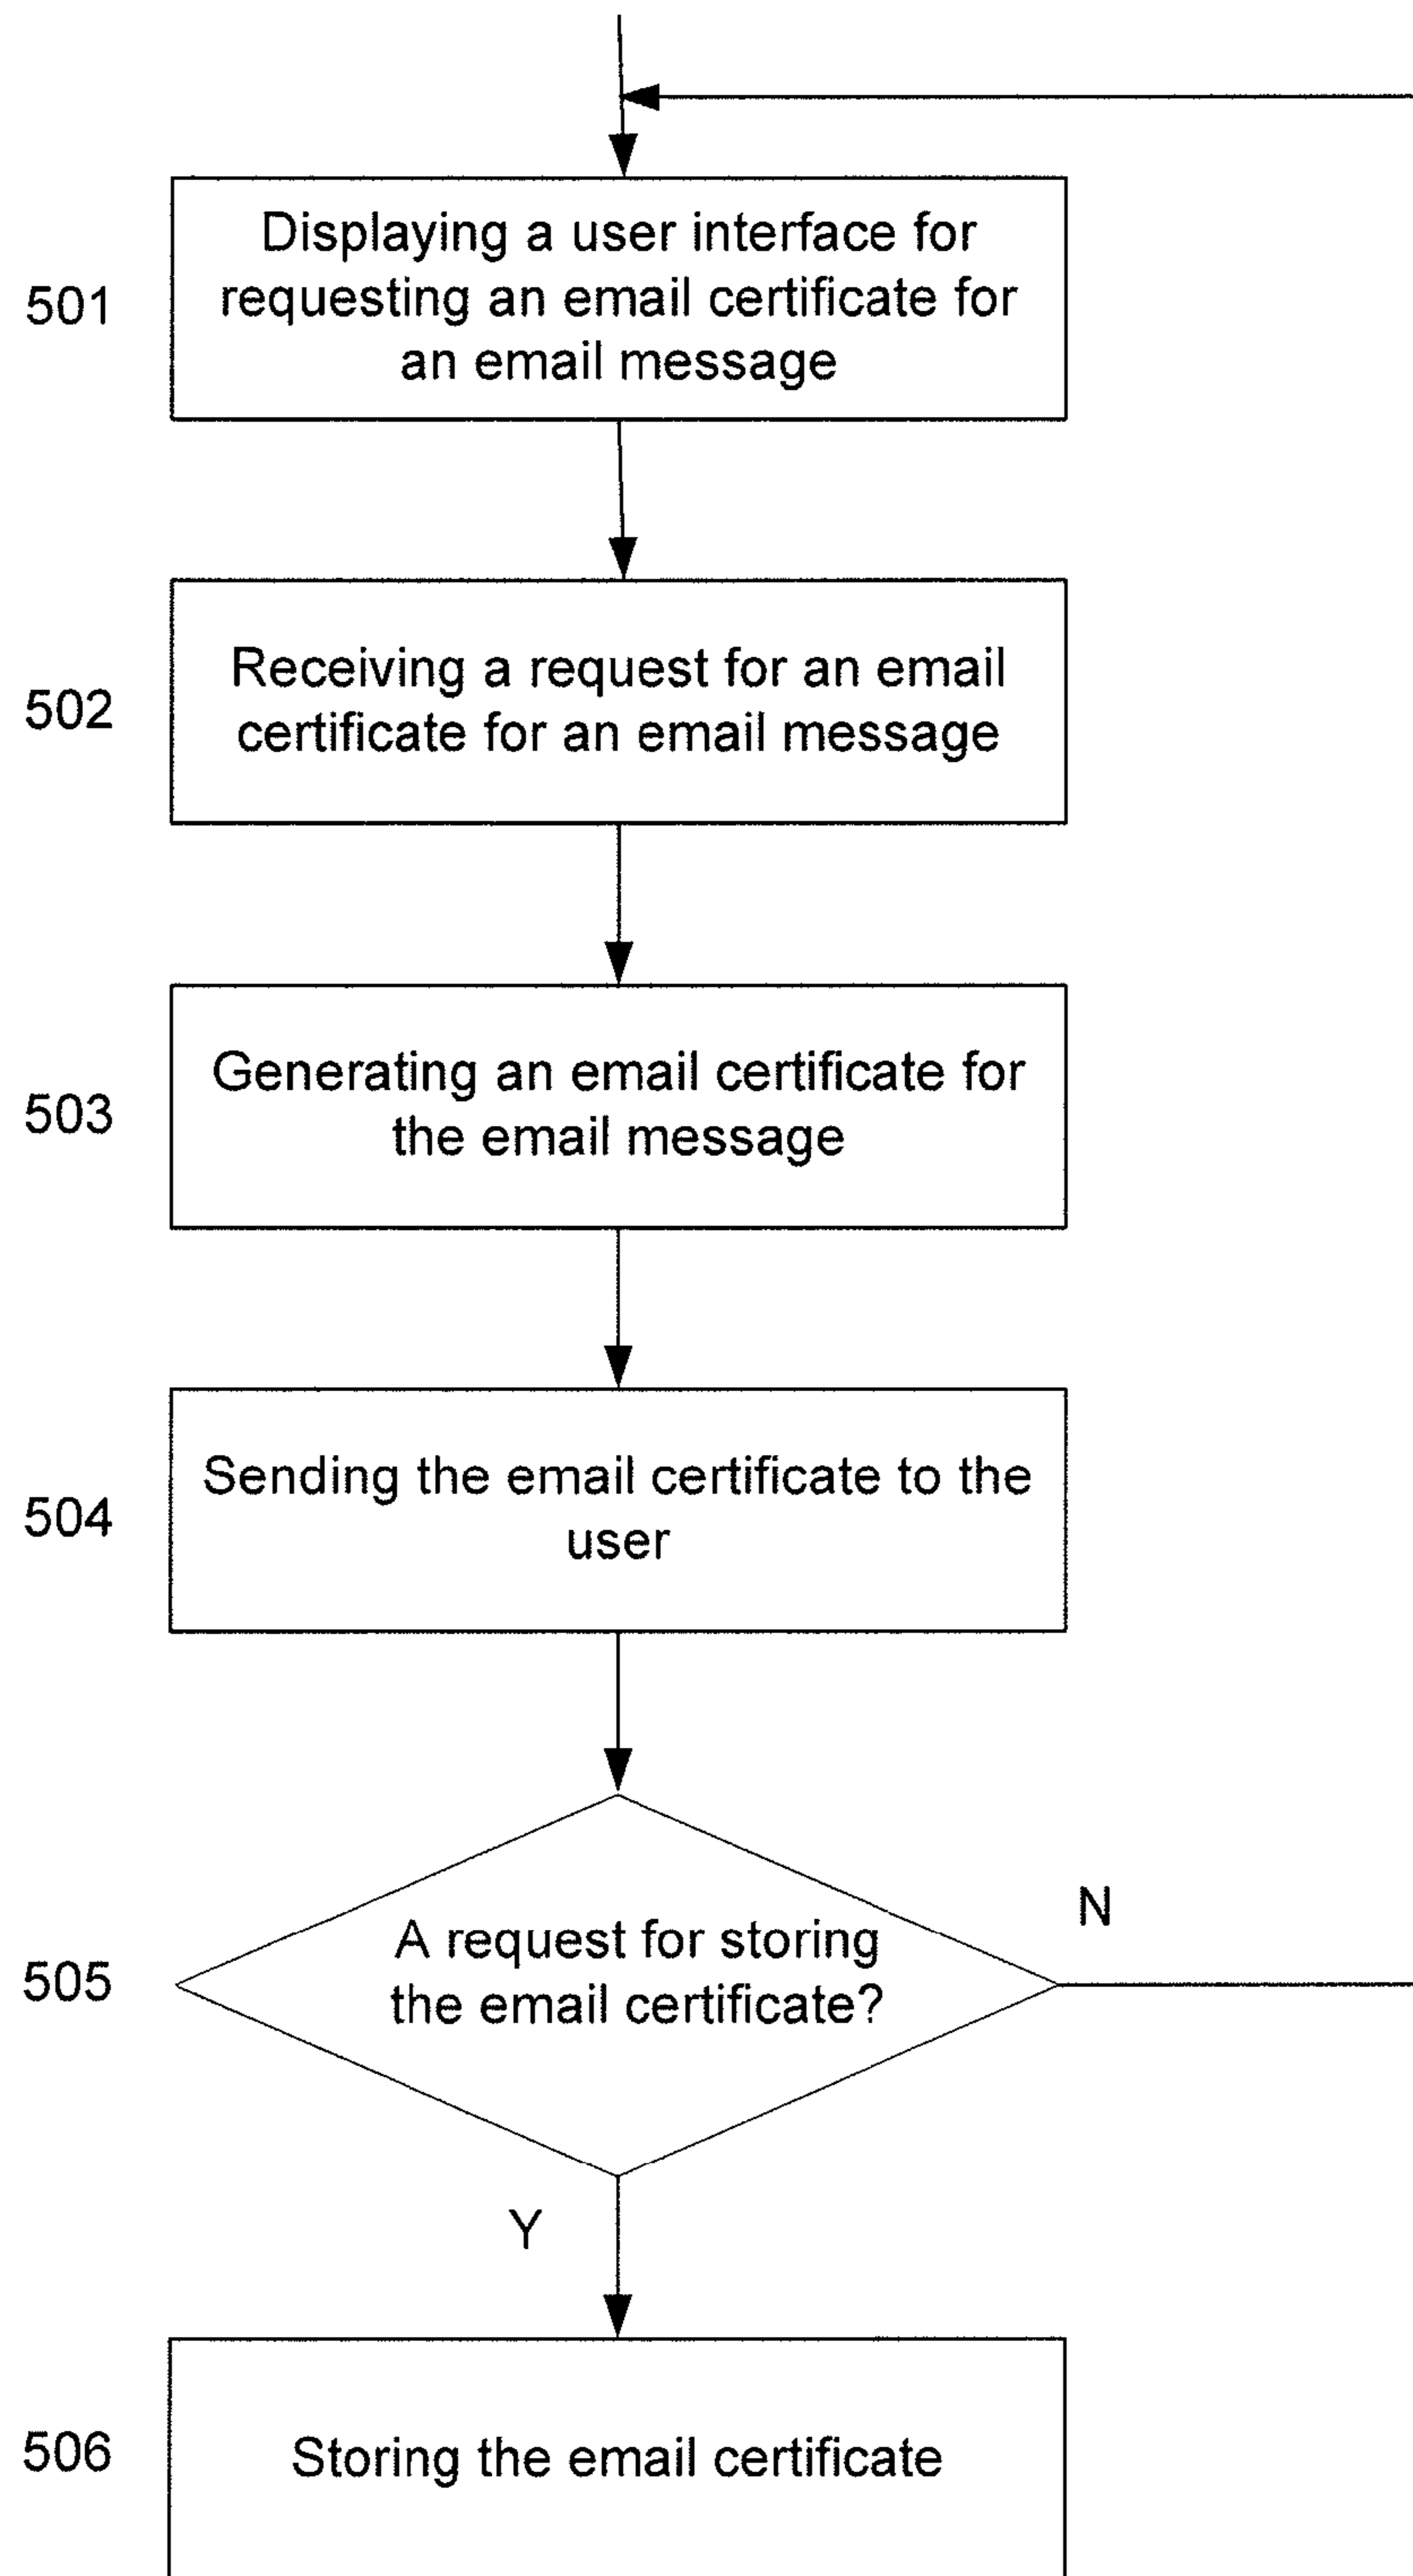 501
Displaying a user interface for
requesting an email certificate for
an email message
502
Receiving a request for an email
certificate for an email message
503
Generating an email certificate for
the email message
504
Sending the email certificate to the
user
505
A request for storing
the email certificate?
N
Y
506
Storing the email certificate